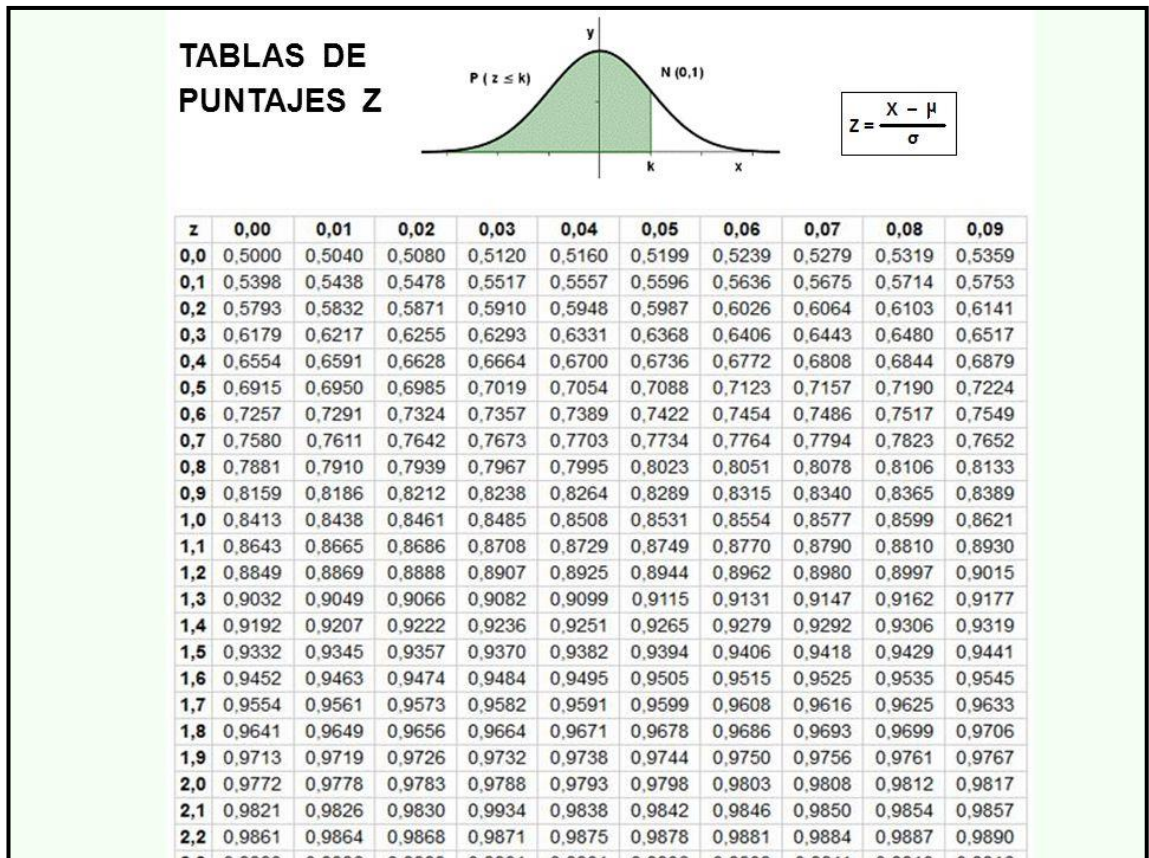 TABLAS DE
PUNTAJES Z
y
P ( z ≤ k)
N (0,1)
Z = X − μ
σ
k
x
z 0,00 0,01 0,02 0,03 0,04 0,05 0,06 0,07 0,08 0,09
0,0 0,5000 0,5040 0,5080 0,5120 0,5160 0,5199 0,5239 0,5279 0,5319 0,5359
0,1 0,5398 0,5438 0,5478 0,5517 0,5557 0,5596 0,5636 0,5675 0,5714 0,5753
0,2 0,5793 0,5832 0,5871 0,5910 0,5948 0,5987 0,6026 0,6064 0,6103 0,6141
0,3 0,6179 0,6217 0,6255 0,6293 0,6331 0,6368 0,6406 0,6443 0,6480 0,6517
0,4 0,6554 0,6591 0,6628 0,6664 0,6700 0,6736 0,6772 0,6808 0,6844 0,6879
0,5 0,6915 0,6950 0,6985 0,7019 0,7054 0,7088 0,7123 0,7157 0,7190 0,7224
0,6 0,7257 0,7291 0,7324 0,7357 0,7389 0,7422 0,7454 0,7486 0,7517 0,7549
0,7 0,7580 0,7611 0,7642 0,7673 0,7703 0,7734 0,7764 0,7794 0,7823 0,7652
0,8 0,7881 0,7910 0,7939 0,7967 0,7995 0,8023 0,8051 0,8078 0,8106 0,8133
0,9 0,8159 0,8186 0,8212 0,8238 0,8264 0,8289 0,8315 0,8340 0,8365 0,8389
1,0 0,8413 0,8438 0,8461 0,8485 0,8508 0,8531 0,8554 0,8577 0,8599 0,8621
1,1 0,8643 0,8665 0,8686 0,8708 0,8729 0,8749 0,8770 0,8790 0,8810 0,8930
1,2 0,8849 0,8869 0,8888 0,8907 0,8925 0,8944 0,8962 0,8980 0,8997 0,9015
1,3 0,9032 0,9049 0,9066 0,9082 0,9099 0,9115 0,9131 0,9147 0,9162 0,9177
1,4 0,9192 0,9207 0,9222 0,9236 0,9251 0,9265 0,9279 0,9292 0,9306 0,9319
1,5 0,9332 0,9345 0,9357 0,9370 0,9382 0,9394 0,9406 0,9418 0,9429 0,9441
1,6 0,9452 0,9463 0,9474 0,9484 0,9495 0,9505 0,9515 0,9525 0,9535 0,9545
1,7 0,9554 0,9561 0,9573 0,9582 0,9591 0,9599 0,9608 0,9616 0,9625 0,9633
1,8 0,9641 0,9649 0,9656 0,9664 0,9671 0,9678 0,9686 0,9693 0,9699 0,9706
1,9 0,9713 0,9719 0,9726 0,9732 0,9738 0,9744 0,9750 0,9756 0,9761 0,9767
2,0 0,9772 0,9778 0,9783 0,9788 0,9793 0,9798 0,9803 0,9808 0,9812 0,9817
2,1 0,9821 0,9826 0,9830 0,9934 0,9838 0,9842 0,9846 0,9850 0,9854 0,9857
2,2 0,9861 0,9864 0,9868 0,9871 0,9875 0,9878 0,9881 0,9884 0,9887 0,9890